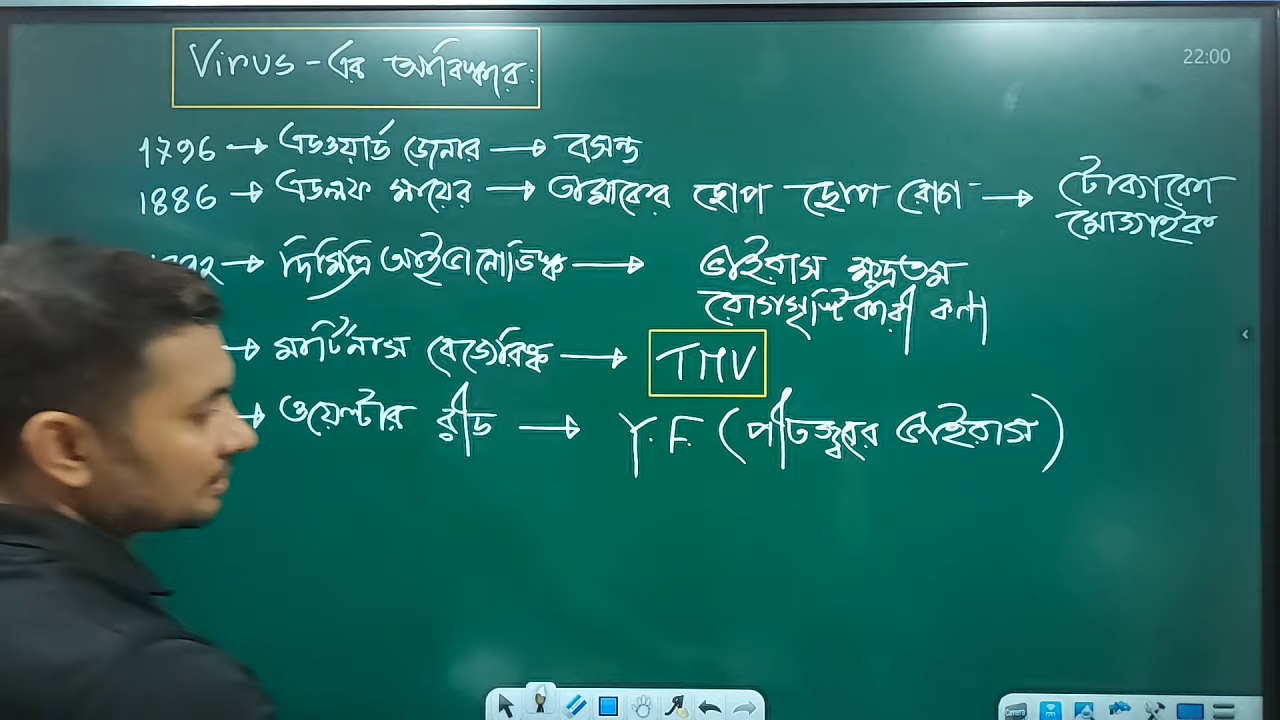 Virus - এর আবিষ্কার:
22:00
1796 → এডওয়ার্ড জেনার → বসন্ত
1886 → এডলফ মায়ের → তামাকের ছোপ ছোপ রোগ → টোবাকো
মোজাইক
→ দিমিত্রি আইভানোভিস্ক → ভাইরাস ক্ষুদ্রতম
রোগসৃষ্টিকারী কণা
→ মার্টিনাস বেজেরিঙ্ক → TMV
→ ওয়েল্টার রীড → Y.F. (পীতজ্বরের ভাইরাস)